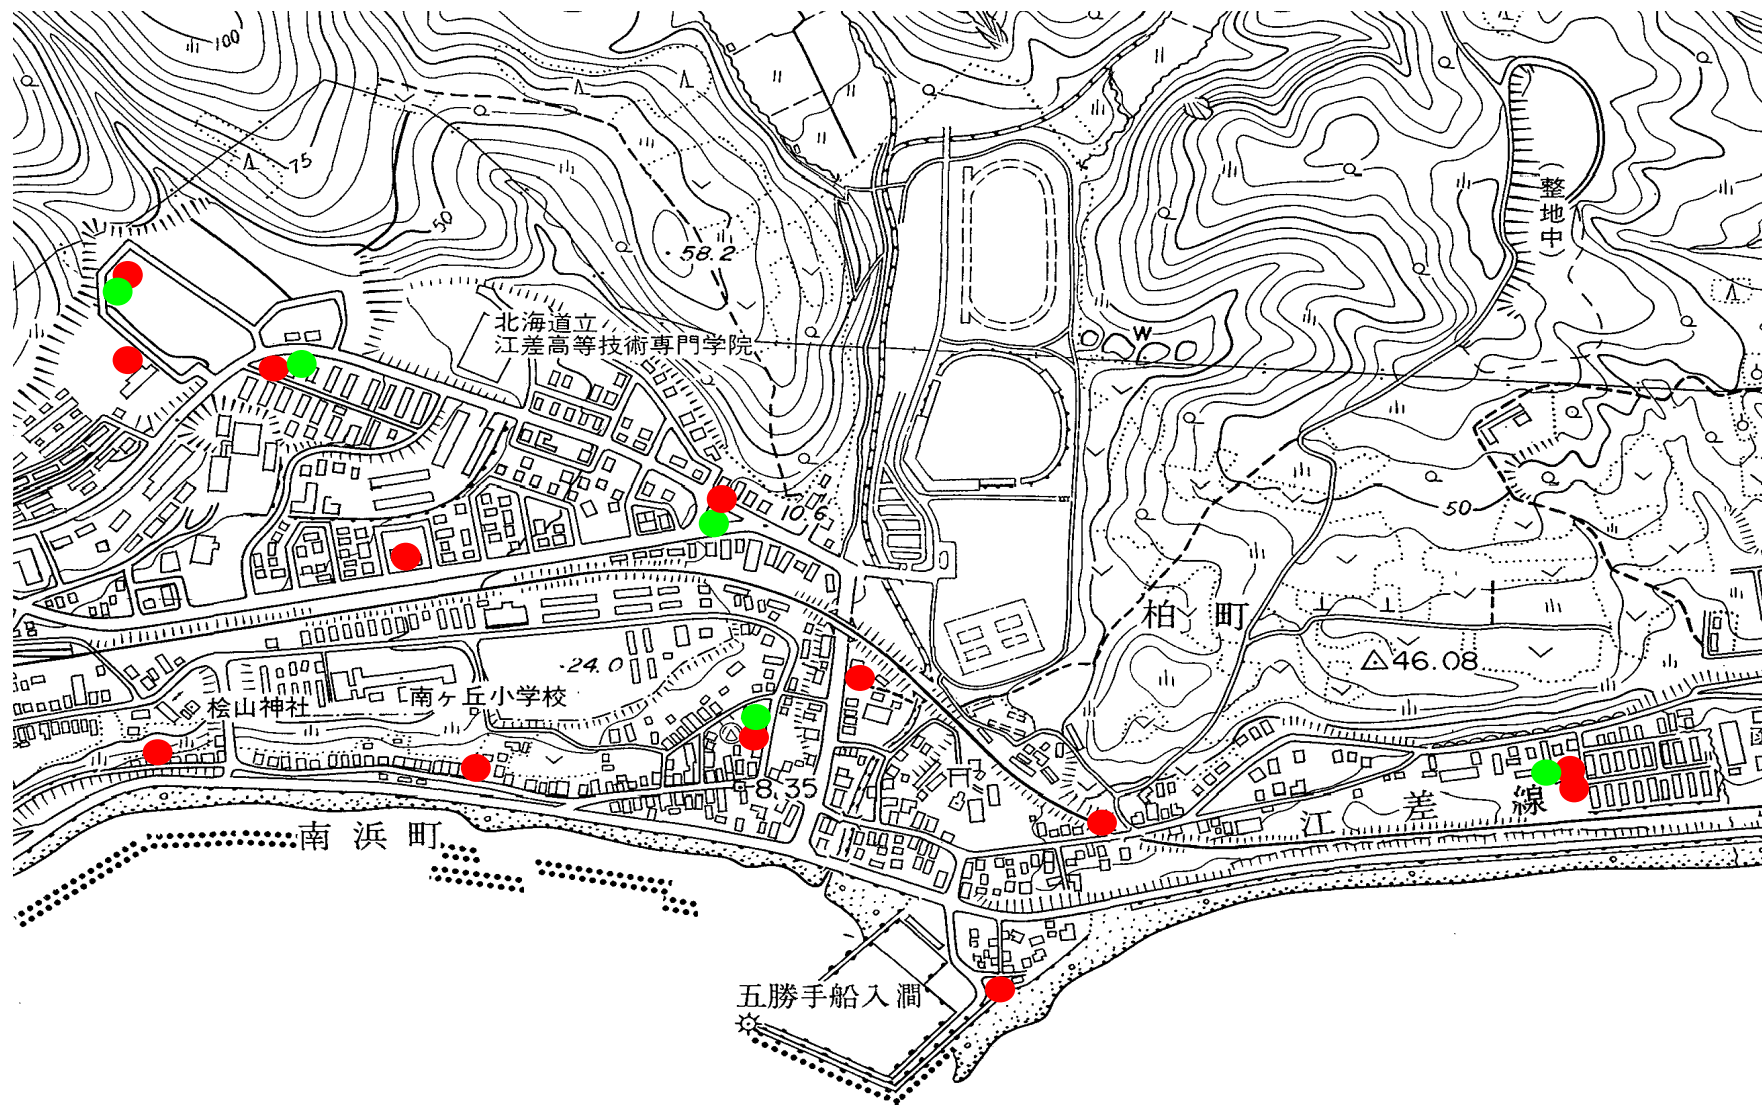 100
75
50
58.2
(整地中)
北海道立
江差高等技術専門学院
W
10.6
50
柏町
46.08
24.0
桧山神社
南ヶ丘小学校
8.35
江差線
南浜町
五勝手船入澗